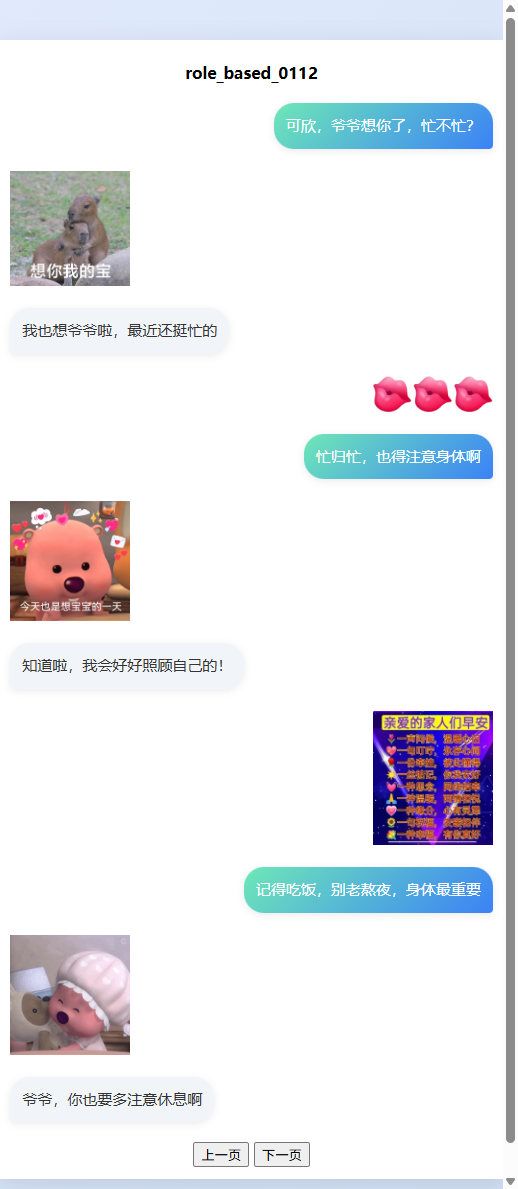 role_based_0112
可欣，爷爷想你了，忙不忙？
想你我的宝
我也想爷爷啦，最近还挺忙的
忙归忙，也得注意身体啊
今天也是想宝宝的一天
知道啦，我会好好照顾自己的！
亲爱的家人们早安
记得吃饭，别老熬夜，身体最重要
爷爷，你也要多注意休息啊
上一页 下一页